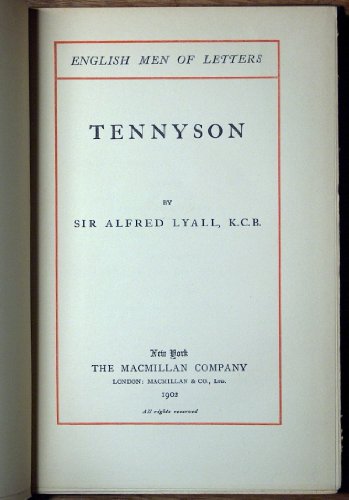 ENGLISH MEN OF LETTERS
TENNYSON
BY
SIR ALFRED LYALL, K.C.B.
New York
THE MACMILLAN COMPANY
LONDON: MACMILLAN & CO., LTD.
1902
All rights reserved